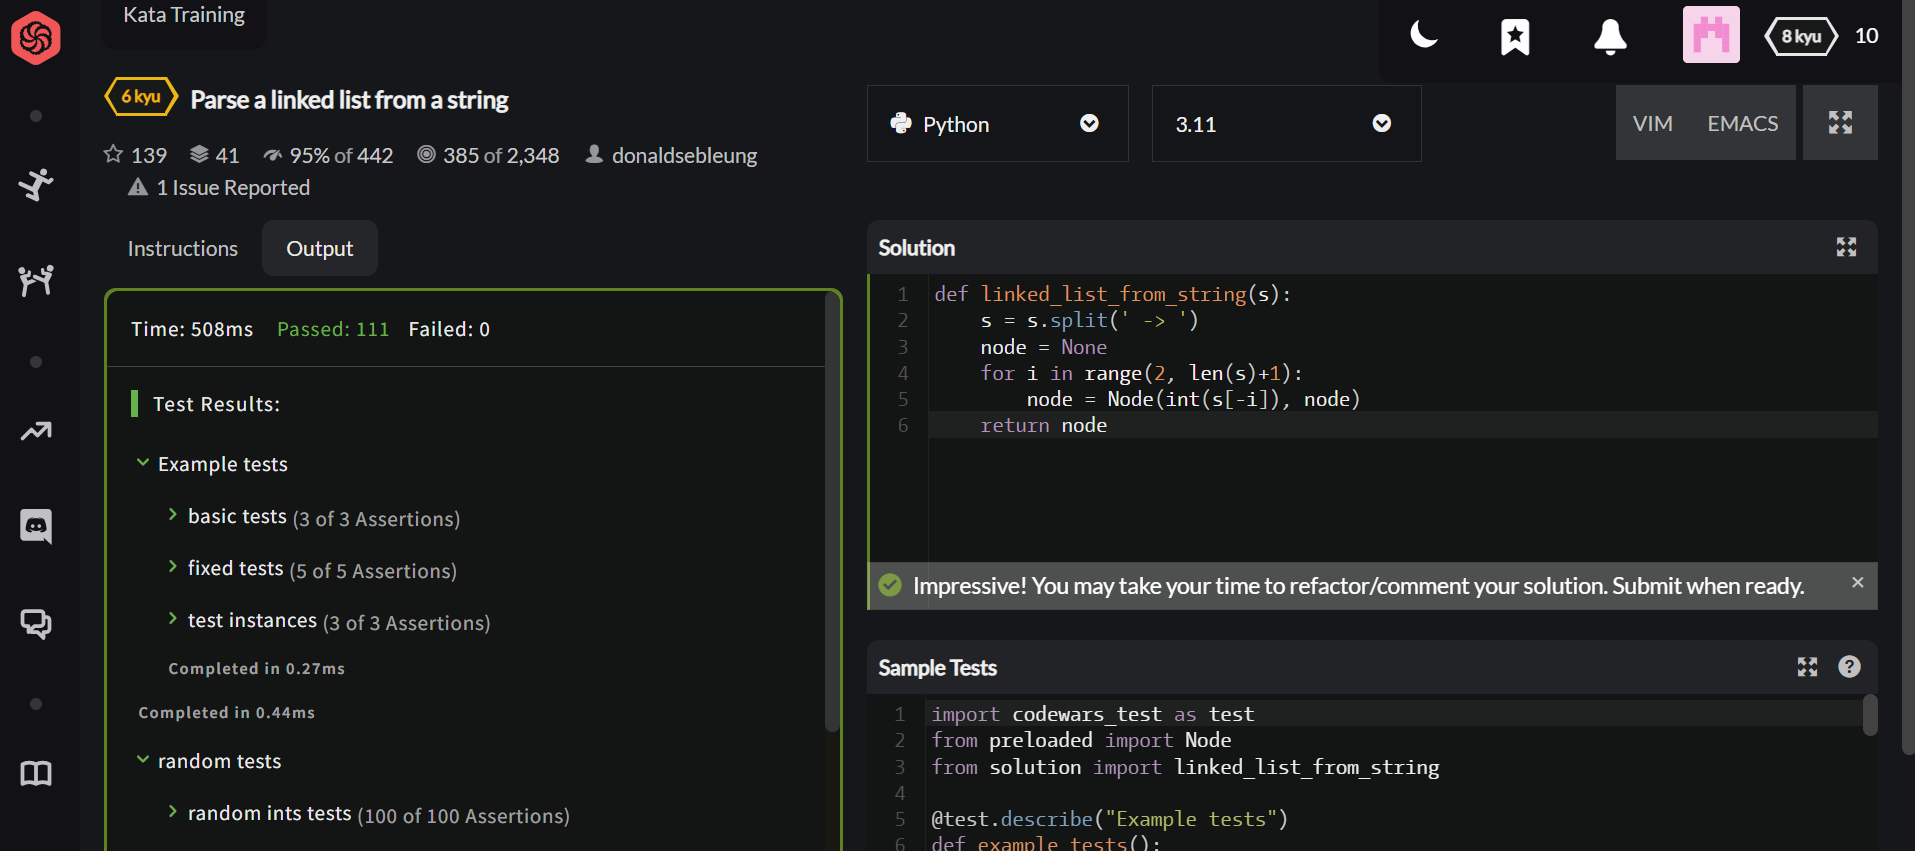 Kata Training
8 kyu 10
6 kyu Parse a linked list from a string
139 41 95% of 442 385 of 2,348 donaldsebleung
1 Issue Reported
Python
3.11
VIM EMACS
Instructions Output
Time: 508ms Passed: 111 Failed: 0
Test Results:
Example tests
basic tests (3 of 3 Assertions)
fixed tests (5 of 5 Assertions)
test instances (3 of 3 Assertions)
Completed in 0.27ms
Completed in 0.44ms
random tests
random ints tests (100 of 100 Assertions)
Solution
1 def linked_list_from_string(s):
2     s = s.split(' -> ')
3     node = None
4     for i in range(2, len(s)+1):
5         node = Node(int(s[-i]), node)
6     return node
Impressive! You may take your time to refactor/comment your solution. Submit when ready. ×
Sample Tests
1 import codewars_test as test
2 from preloaded import Node
3 from solution import linked_list_from_string
4
5 @test.describe("Example tests")
6 def example_tests():